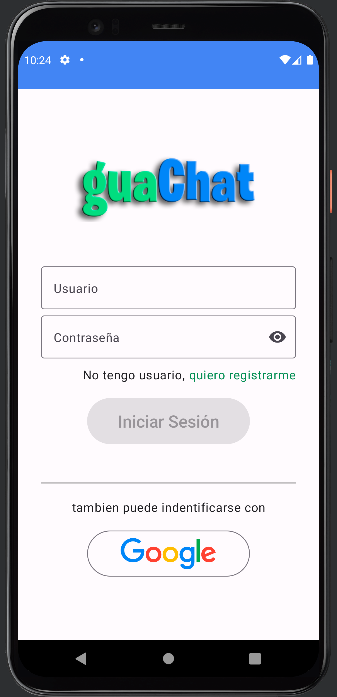 10:24
guaChat
Usuario
Contraseña
No tengo usuario, quiero registrarme
Iniciar Sesión
tambien puede indentificarse con
Google